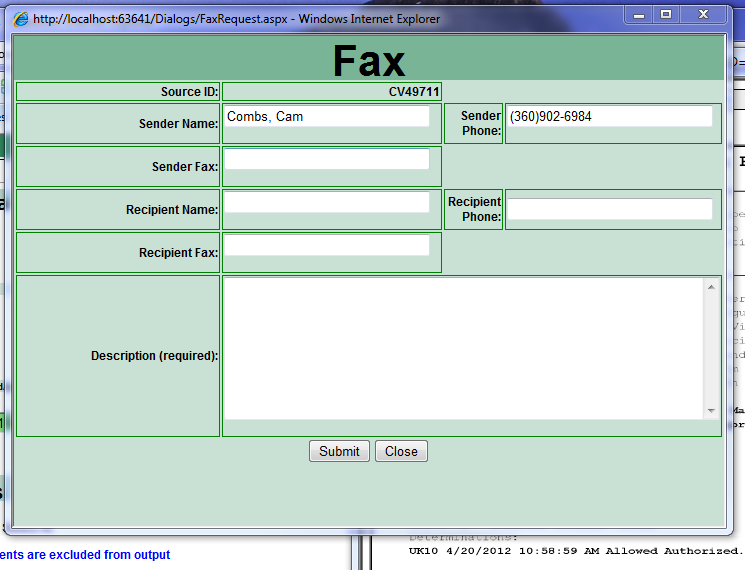 http://localhost:63641/Dialogs/FaxRequest.aspx - Windows Internet Explorer
Fax
Source ID: CV49711
Sender Name: Combs, Cam Sender Phone: (360)902-6984
Sender Fax:
Recipient Name: Recipient Phone:
Recipient Fax:
Description (required):
Submit Close
Determinations:
UK10 4/20/2012 10:58:59 AM Allowed Authorized.
ents are excluded from output